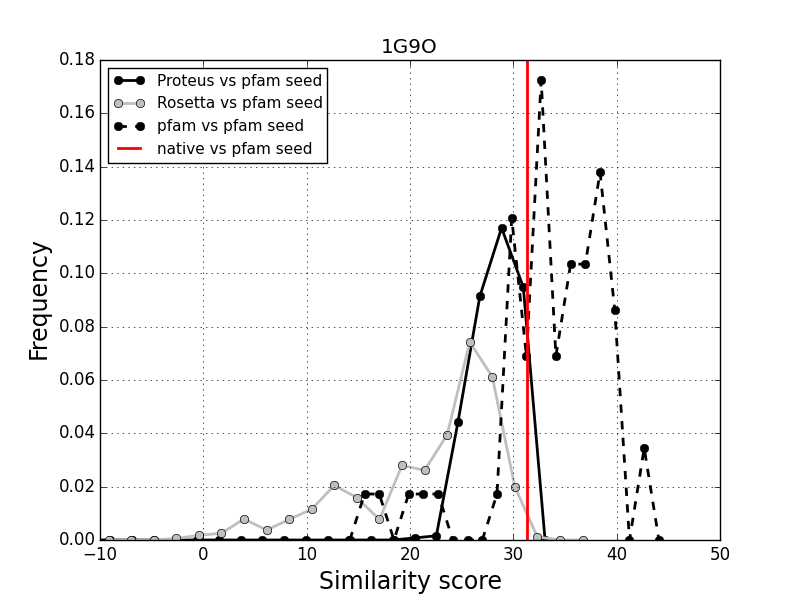 1G9O
Proteus vs pfam seed
Rosetta vs pfam seed
pfam vs pfam seed
native vs pfam seed
0.18
0.16
0.14
0.12
0.10
0.08
0.06
0.04
0.02
0.00
Frequency
−10 0 10 20 30 40 50
Similarity score